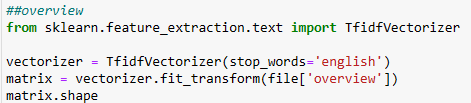 ##overview
from sklearn.feature_extraction.text import TfidfVectorizer
vectorizer = TfidfVectorizer(stop_words='english')
matrix = vectorizer.fit_transform(file['overview'])
matrix.shape